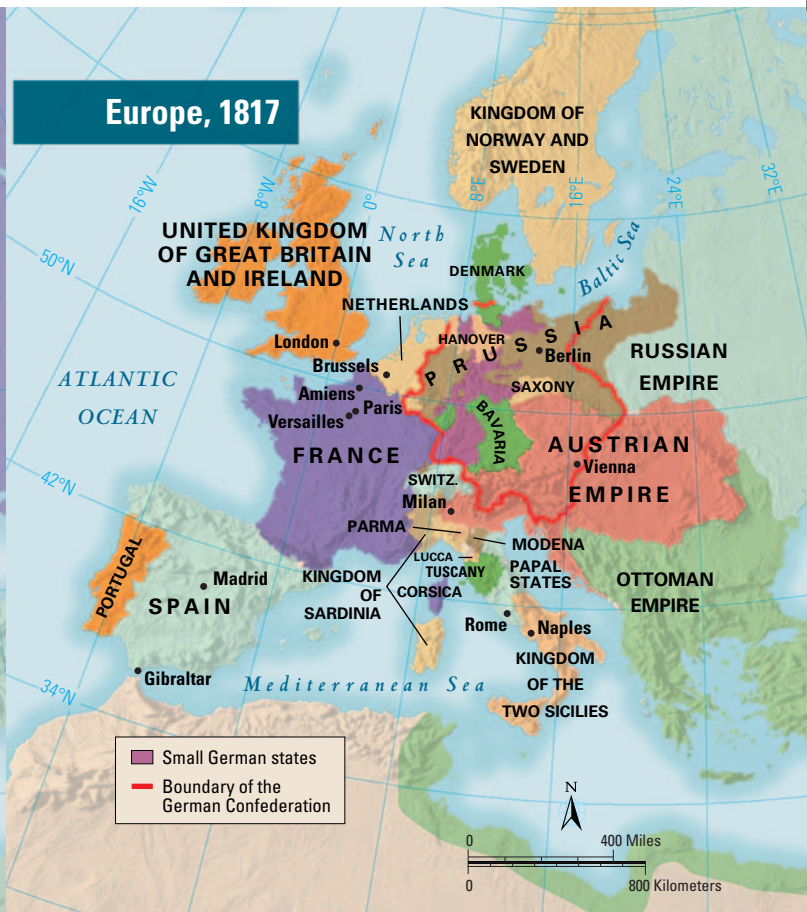 Europe, 1817
KINGDOM OF
NORWAY AND
SWEDEN
16°W
8°W
0°
8°E
16°E
24°E
32°E
50°N
42°N
34°N
UNITED KINGDOM
OF GREAT BRITAIN
AND IRELAND
North
Sea
Baltic Sea
DENMARK
NETHERLANDS
HANOVER
PRUSSIA
London
Berlin
RUSSIAN
EMPIRE
Brussels
SAXONY
ATLANTIC
OCEAN
Amiens
Paris
Versailles
BAVARIA
FRANCE
AUSTRIAN
EMPIRE
Vienna
SWITZ.
Milan
PARMA
MODENA
LUCCA
TUSCANY
PAPAL
STATES
OTTOMAN
EMPIRE
PORTUGAL
Madrid
SPAIN
KINGDOM
OF
SARDINIA
CORSICA
Rome
Naples
KINGDOM
OF THE
TWO SICILIES
Gibraltar
Mediterranean Sea
Small German states
Boundary of the
German Confederation
N
0 400 Miles
0 800 Kilometers